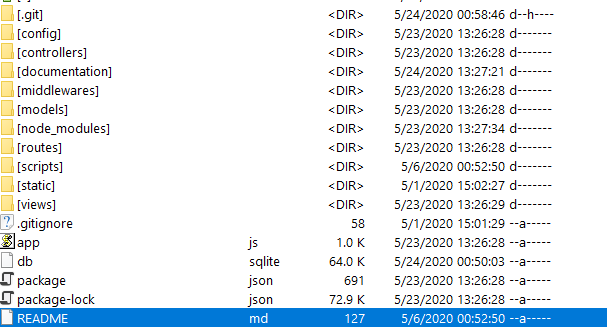 [.git] <DIR> 5/24/2020 00:58:46 d--h----
[config] <DIR> 5/23/2020 13:26:28 d-------
[controllers] <DIR> 5/23/2020 13:26:28 d-------
[documentation] <DIR> 5/24/2020 13:27:21 d-------
[middlewares] <DIR> 5/23/2020 13:26:28 d-------
[models] <DIR> 5/23/2020 13:26:28 d-------
[node_modules] <DIR> 5/23/2020 13:27:34 d-------
[routes] <DIR> 5/23/2020 13:26:28 d-------
[scripts] <DIR> 5/6/2020 00:52:50 d-------
[static] <DIR> 5/1/2020 15:02:27 d-------
[views] <DIR> 5/23/2020 13:26:29 d-------
.gitignore 58 5/1/2020 15:01:29 --a-----
app js 1.0 K 5/23/2020 13:26:28 --a-----
db sqlite 64.0 K 5/24/2020 00:50:03 --a-----
package json 691 5/23/2020 13:26:28 --a-----
package-lock json 72.9 K 5/23/2020 13:26:28 --a-----
README md 127 5/6/2020 00:52:50 --a-----